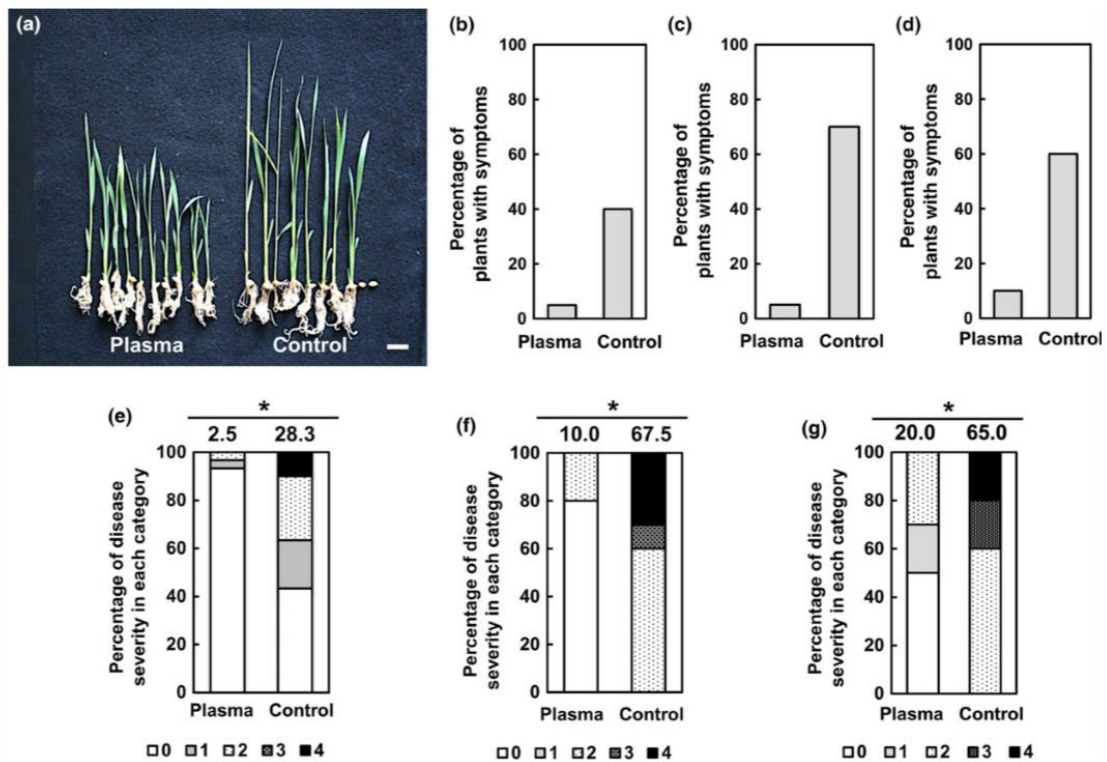 (a)
Plasma Control
(b)
Percentage of
plants with symptoms
100
80
60
40
20
0
Plasma Control
(c)
Percentage of
plants with symptoms
100
80
60
40
20
0
Plasma Control
(d)
Percentage of
plants with symptoms
100
80
60
40
20
0
Plasma Control
(e)
*
2.5 28.3
Percentage of disease
severity in each category
100
80
60
40
20
0
Plasma Control
0 1 2 3 4
(f)
*
10.0 67.5
Percentage of disease
severity in each category
100
80
60
40
20
0
Plasma Control
0 1 2 3 4
(g)
*
20.0 65.0
Percentage of disease
severity in each category
100
80
60
40
20
0
Plasma Control
0 1 2 3 4